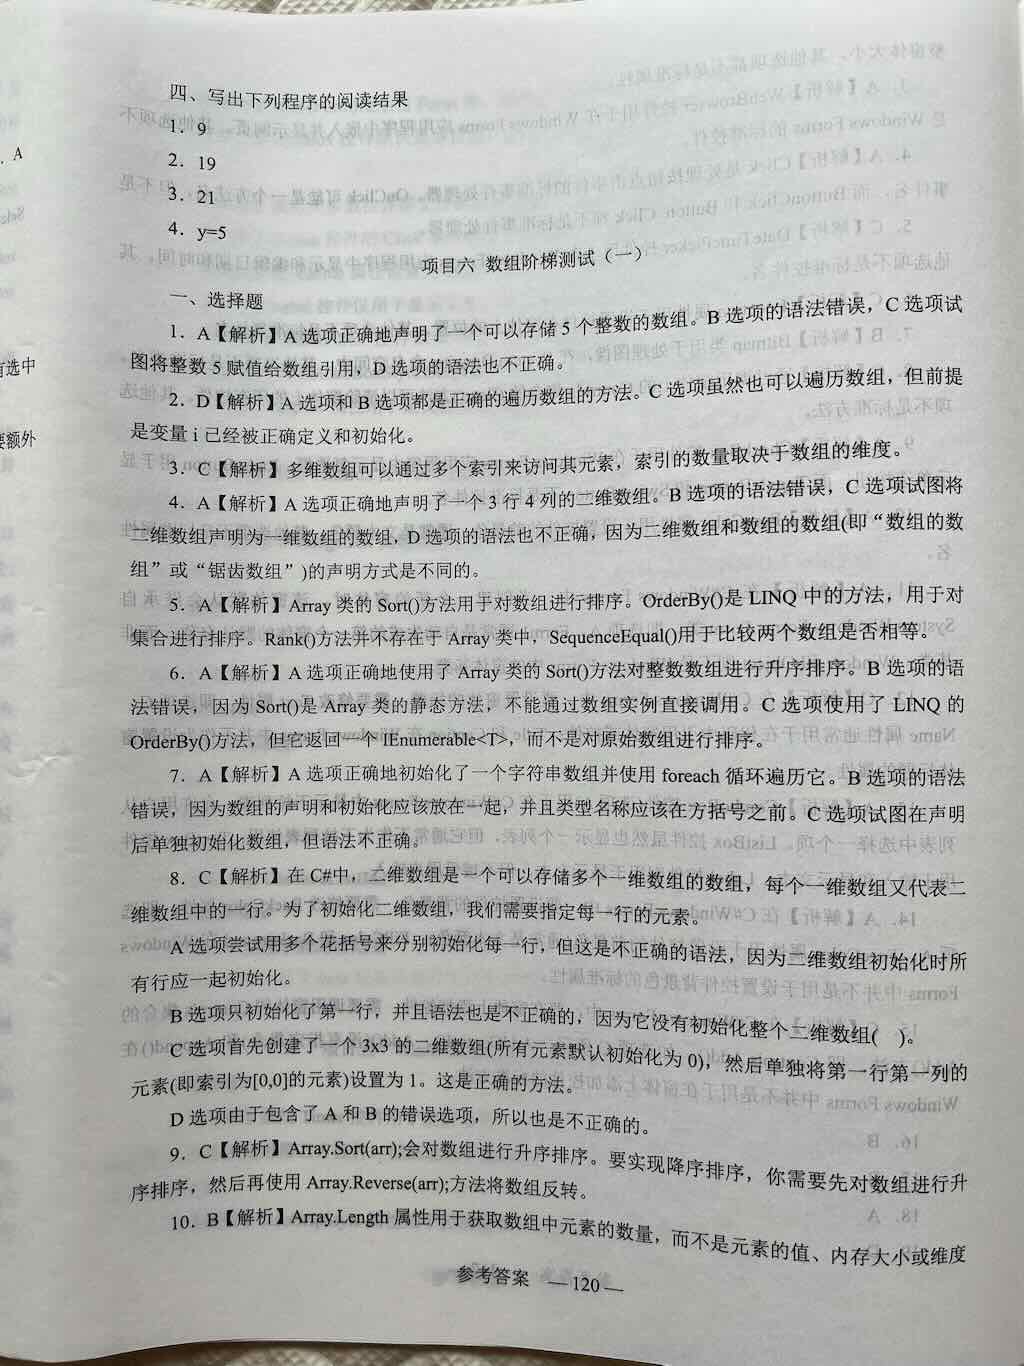 四、写出下列程序的阅读结果
1．9
2．19
3．21
4．y=5
项目六 数组阶梯测试（一）
一、选择题
1．A【解析】A 选项正确地声明了一个可以存储 5 个整数的数组。B 选项的语法错误，C 选项试
图将整数 5 赋值给数组引用，D 选项的语法也不正确。
2．D【解析】A 选项和 B 选项都是正确的遍历数组的方法。C 选项虽然也可以遍历数组，但前提
是变量 i 已经被正确定义和初始化。
3．C【解析】多维数组可以通过多个索引来访问其元素，索引的数量取决于数组的维度。
4．A【解析】A 选项正确地声明了一个 3 行 4 列的二维数组。B 选项的语法错误，C 选项试图将
二维数组声明为一维数组的数组，D 选项的语法也不正确，因为二维数组和数组的数组(即“数组的数
组”或“锯齿数组”)的声明方式是不同的。
5．A【解析】Array 类的 Sort()方法用于对数组进行排序。OrderBy()是 LINQ 中的方法，用于对
集合进行排序。Rank()方法并不存在于 Array 类中，SequenceEqual()用于比较两个数组是否相等。
6．A【解析】A 选项正确地使用了 Array 类的 Sort()方法对整数数组进行升序排序。B 选项的语
法错误，因为 Sort()是 Array 类的静态方法，不能通过数组实例直接调用。C 选项使用了 LINQ 的
OrderBy()方法，但它返回一个 IEnumerable<T>，而不是对原始数组进行排序。
7．A【解析】A 选项正确地初始化了一个字符串数组并使用 foreach 循环遍历它。B 选项的语法
错误，因为数组的声明和初始化应该放在一起，并且类型名称应该在方括号之前。C 选项试图在声明
后单独初始化数组，但语法不正确。
8．C【解析】在 C#中，二维数组是一个可以存储多个一维数组的数组，每个一维数组又代表二
维数组中的一行。为了初始化二维数组，我们需要指定每一行的元素。
A 选项尝试用多个花括号来分别初始化每一行，但这是不正确的语法，因为二维数组初始化时所
有行应一起初始化。
B 选项只初始化了第一行，并且语法也是不正确的，因为它没有初始化整个二维数组(　)。
C 选项首先创建了一个 3x3 的二维数组(所有元素默认初始化为 0)，然后单独将第一行第一列的
元素(即索引为[0,0]的元素)设置为 1。这是正确的方法。
D 选项由于包含了 A 和 B 的错误选项，所以也是不正确的。
9．C【解析】Array.Sort(arr);会对数组进行升序排序。要实现降序排序，你需要先对数组进行升
序排序，然后再使用 Array.Reverse(arr);方法将数组反转。
10．B【解析】Array.Length 属性用于获取数组中元素的数量，而不是元素的值、内存大小或维度
参考答案 —120—
．A
选中
要额外